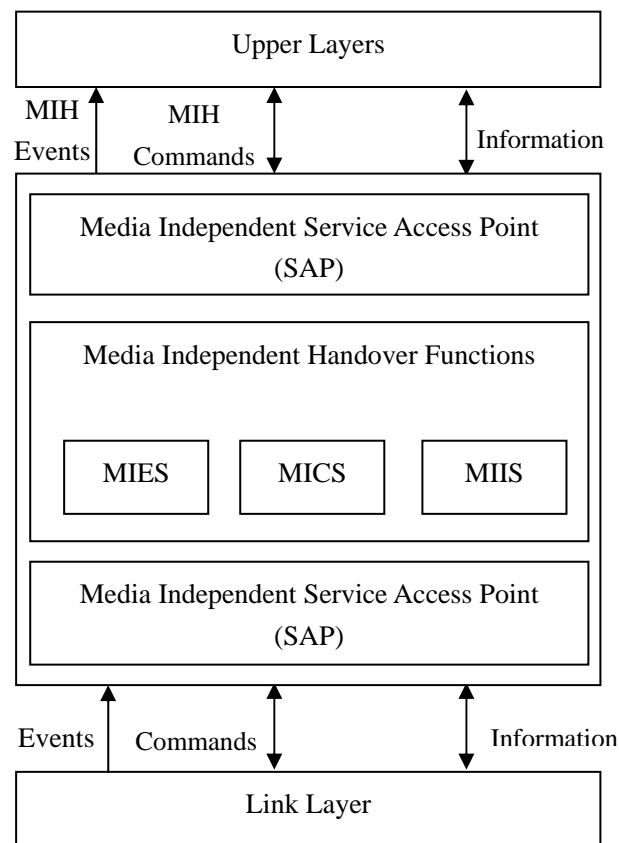 Upper Layers
MIH
Events
MIH
Commands
Information
Media Independent Service Access Point
(SAP)
Media Independent Handover Functions
MIES
MICS
MIIS
Media Independent Service Access Point
(SAP)
Events
Commands
Information
Link Layer